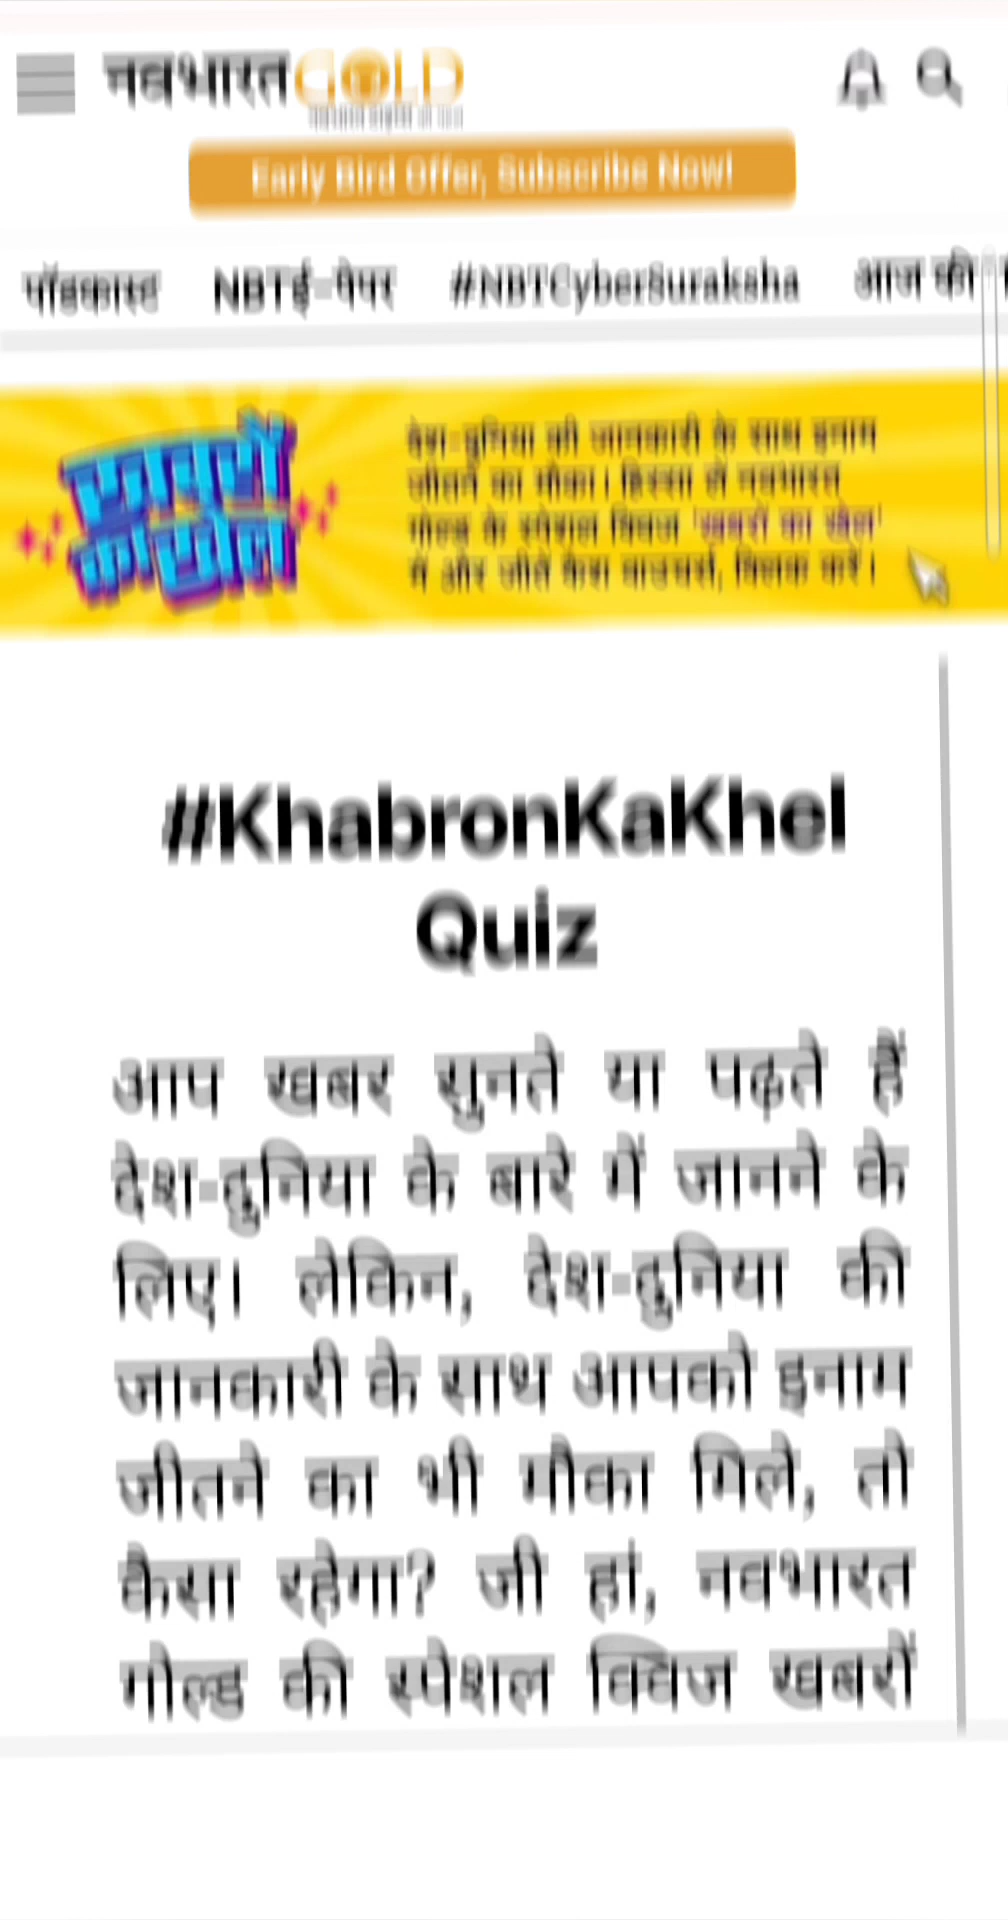 नवभारत GOLD
Early Bird Offer, Subscribe Now!
पॉडकास्ट NBTई-पेपर #NBTCyberSuraksha आज की
खबरों का खेल
देश-दुनिया की जानकारी के साथ इनाम
जीतने का मौका। हिस्सा लें नवभारत
गोल्ड के स्पेशल क्विज 'खबरों का खेल'
में और जीतें कैश वाउचर्स, क्लिक करें।
#KhabronKaKhel
Quiz
आप खबर सुनते या पढ़ते हैं
देश-दुनिया के बारे में जानने के
लिए। लेकिन, देश-दुनिया की
जानकारी के साथ आपको इनाम
जीतने का भी मौका मिले, तो
कैसा रहेगा? जी हां, नवभारत
गोल्ड की स्पेशल क्विज खबरों